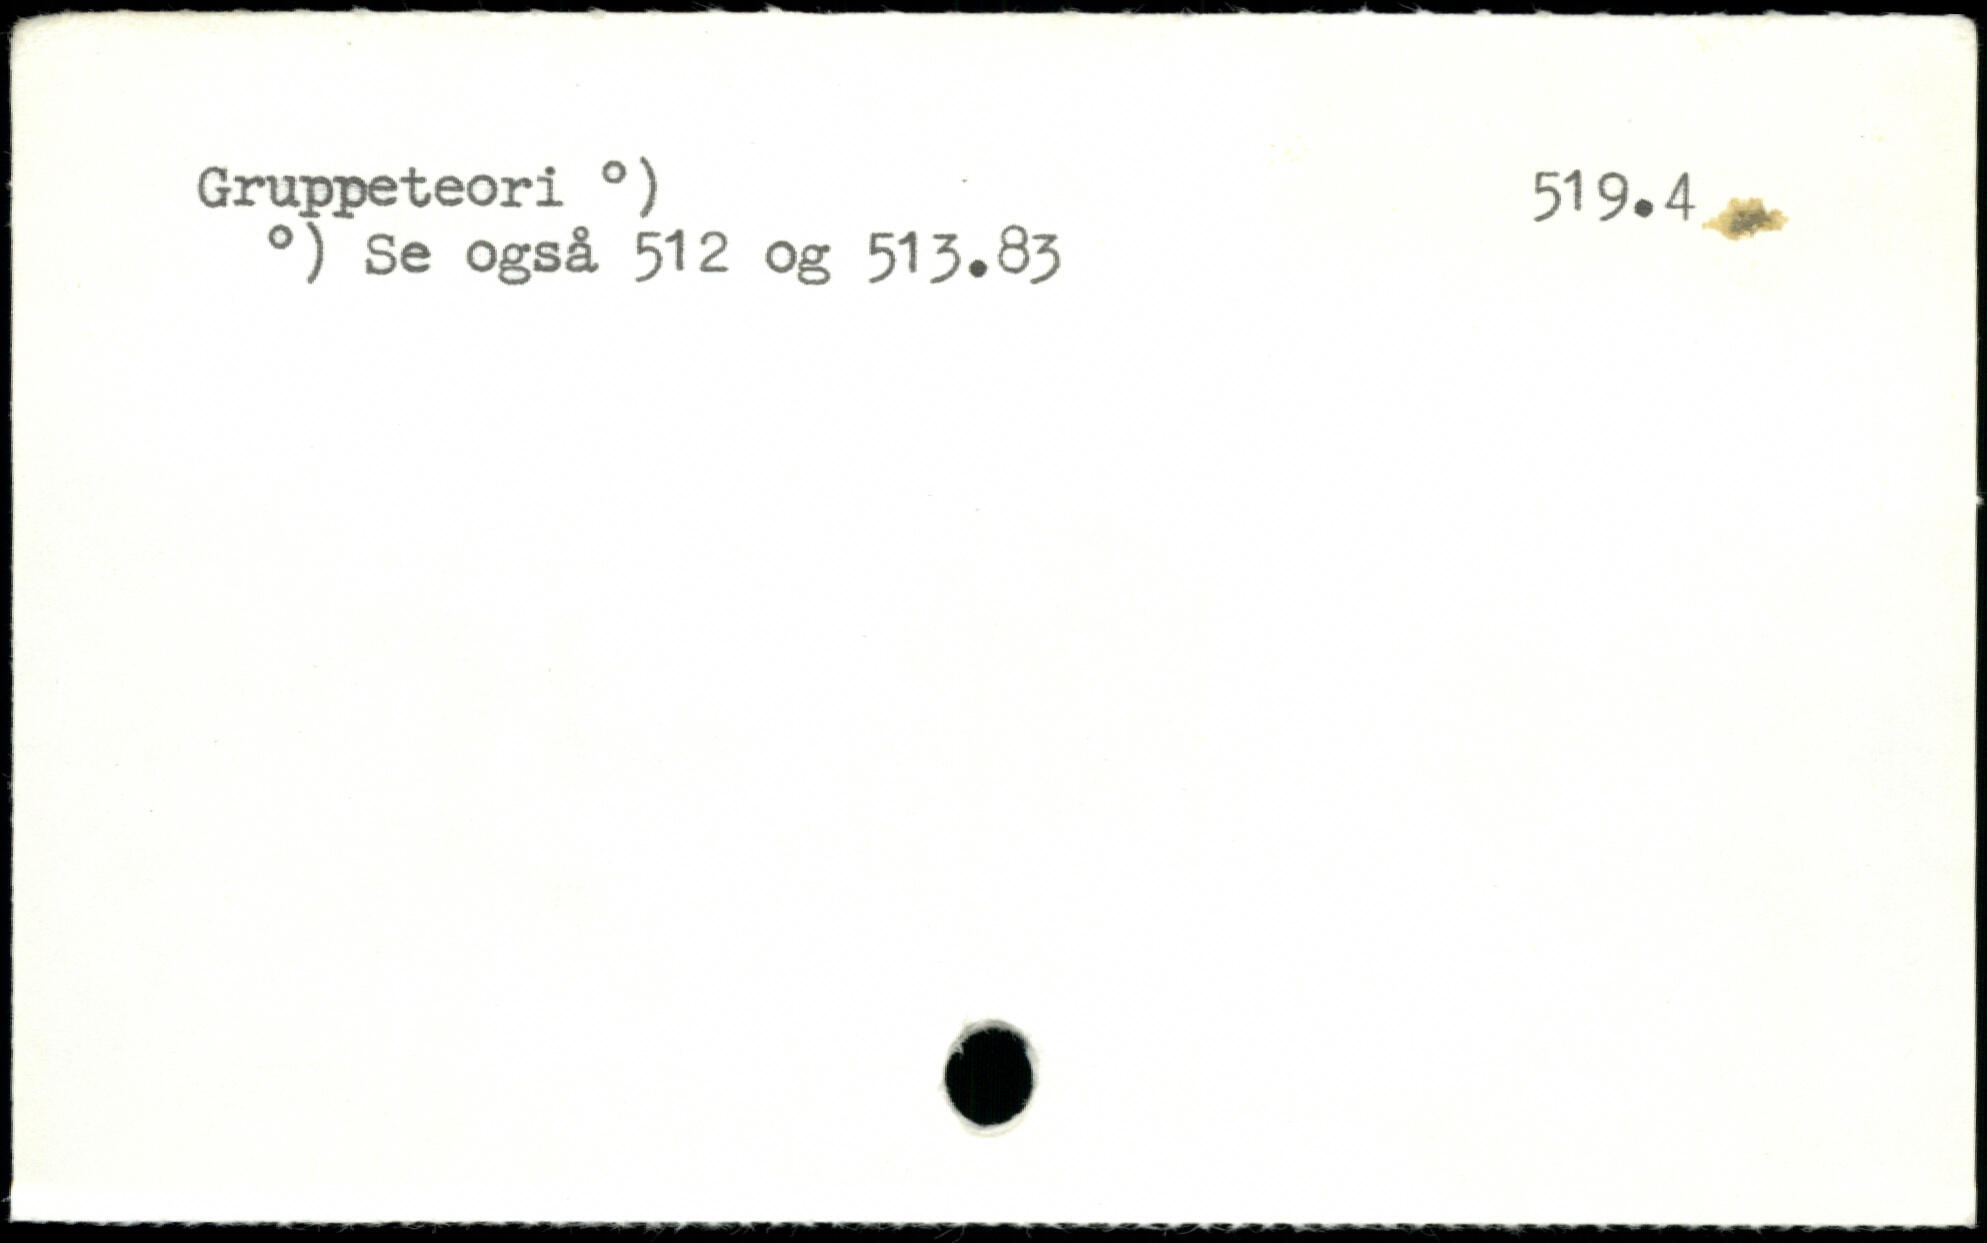 Gruppeteori °) 519.4
°) Se også 512 og 513.83